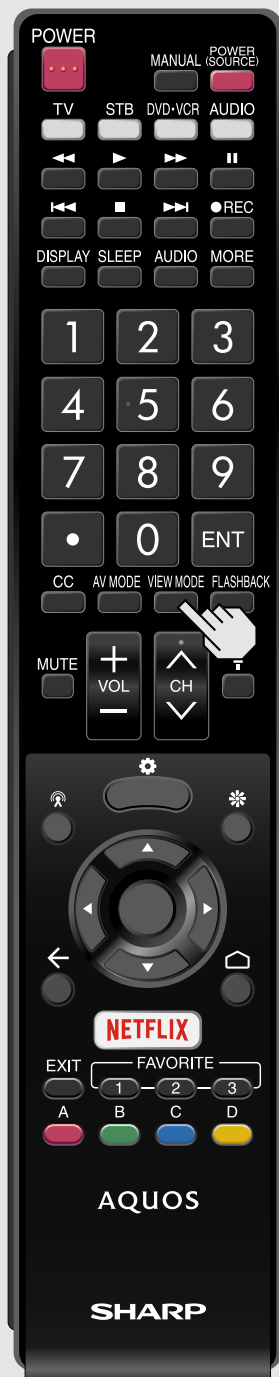 POWER
MANUAL POWER (SOURCE)
TV STB DVD•VCR AUDIO
●REC
DISPLAY SLEEP AUDIO MORE
1 2 3
4 5 6
7 8 9
• 0 ENT
CC AV MODE VIEW MODE FLASHBACK
MUTE + VOL − CH
NETFLIX
EXIT FAVORITE
1 2 3
A B C D
AQUOS
SHARP